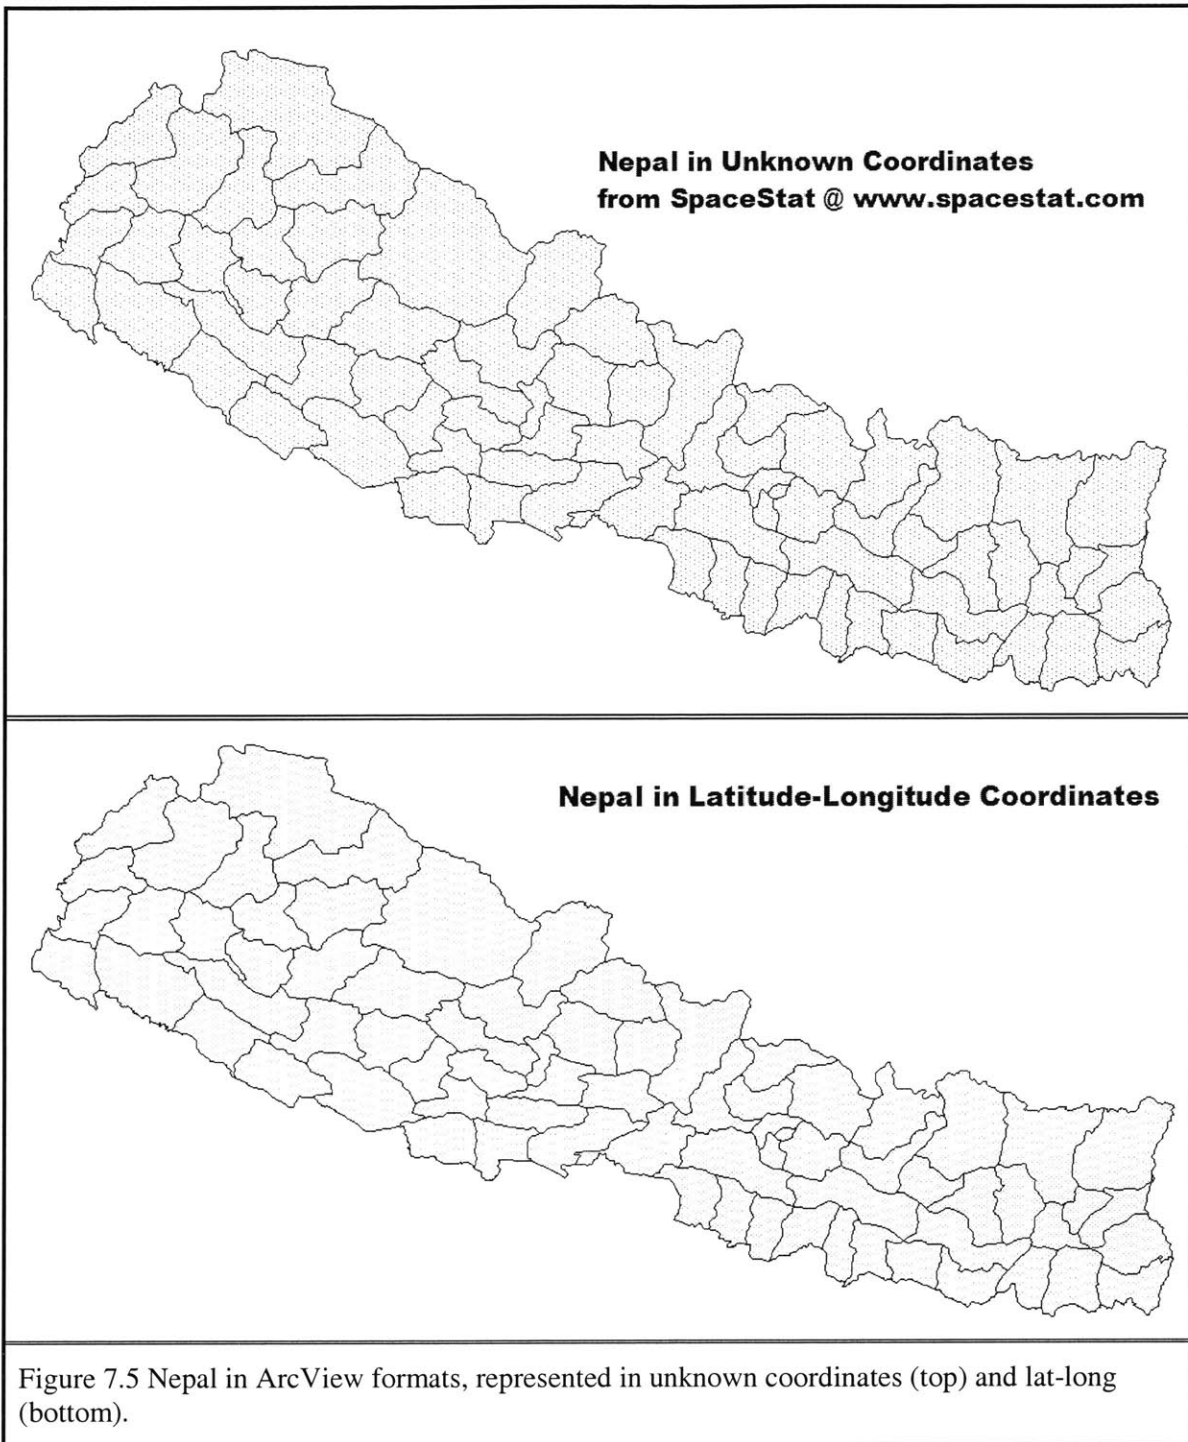 Nepal in Unknown Coordinates
from SpaceStat @ www.spacestat.com
Nepal in Latitude-Longitude Coordinates
Figure 7.5 Nepal in ArcView formats, represented in unknown coordinates (top) and lat-long
(bottom).